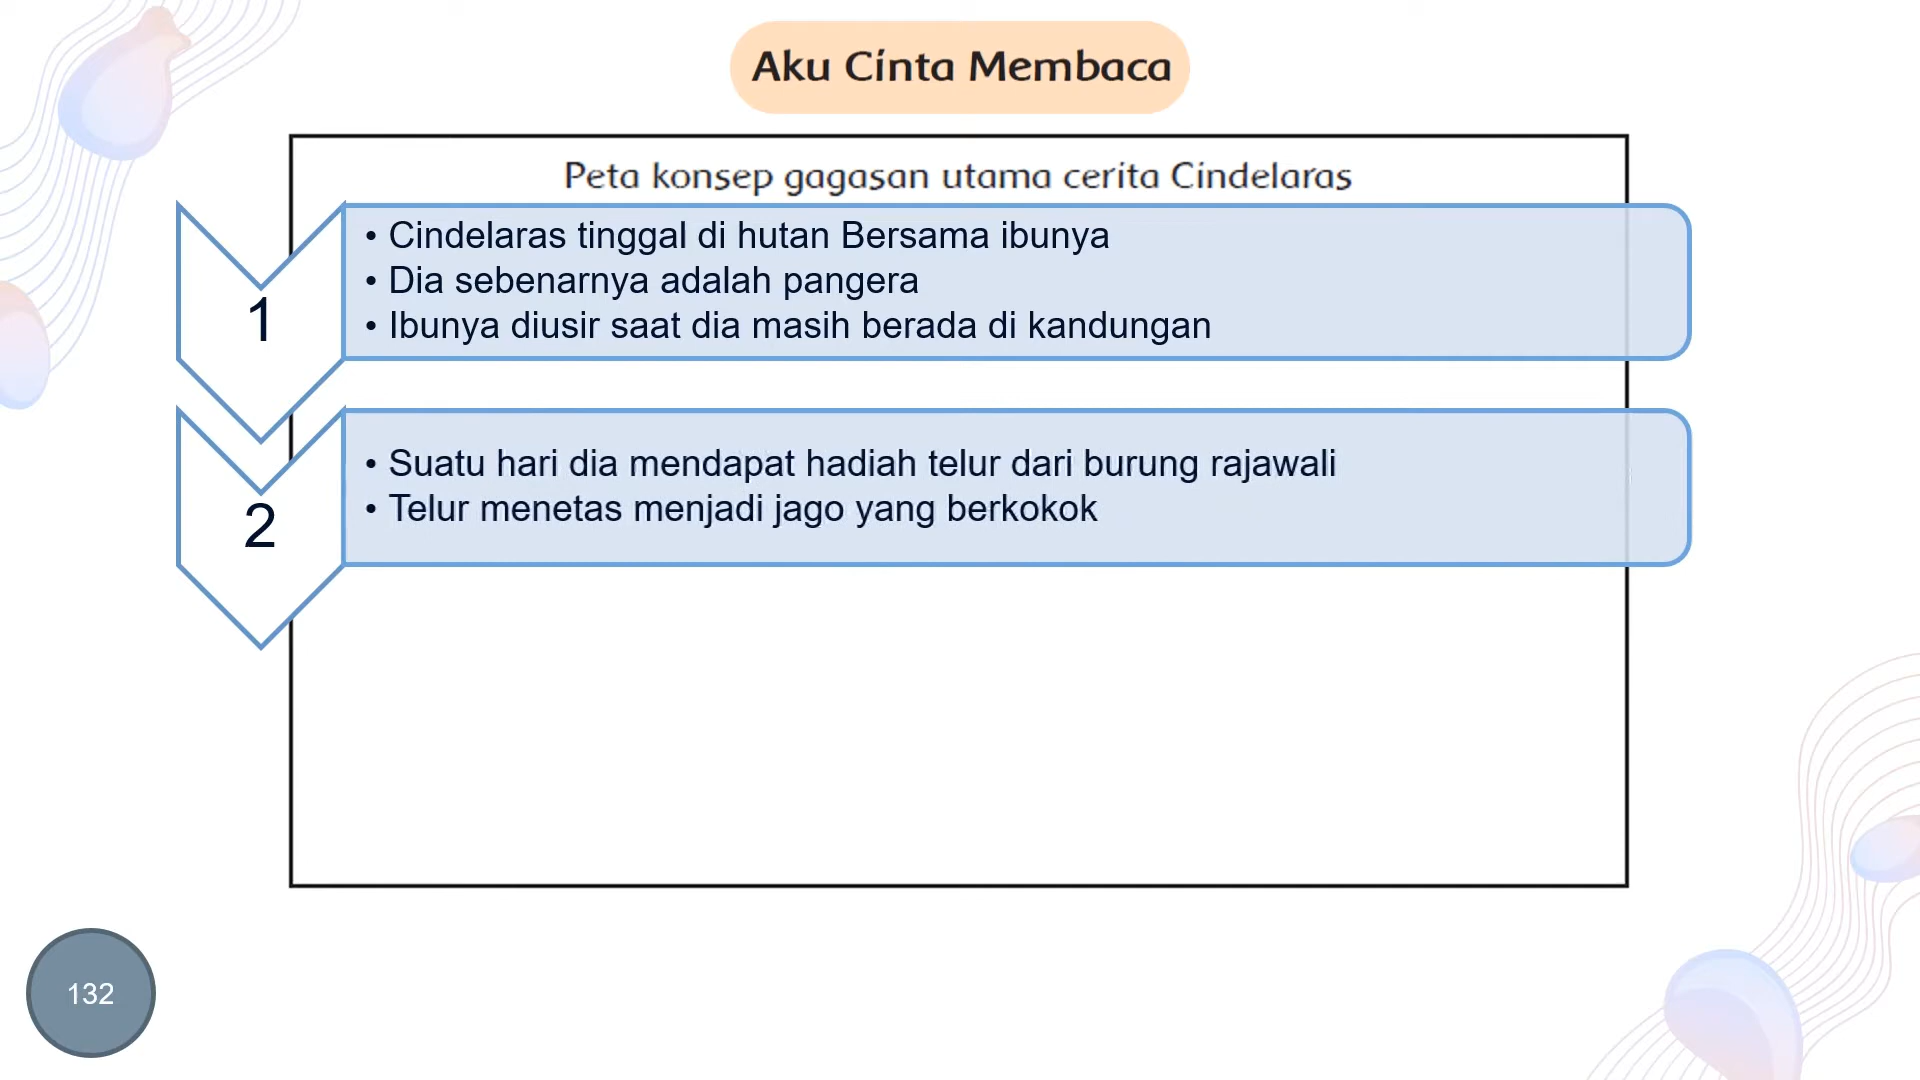 Aku Cinta Membaca
Peta konsep gagasan utama cerita Cindelaras
1
• Cindelaras tinggal di hutan Bersama ibunya
• Dia sebenarnya adalah pangera
• Ibunya diusir saat dia masih berada di kandungan
2
• Suatu hari dia mendapat hadiah telur dari burung rajawali
• Telur menetas menjadi jago yang berkokok
132